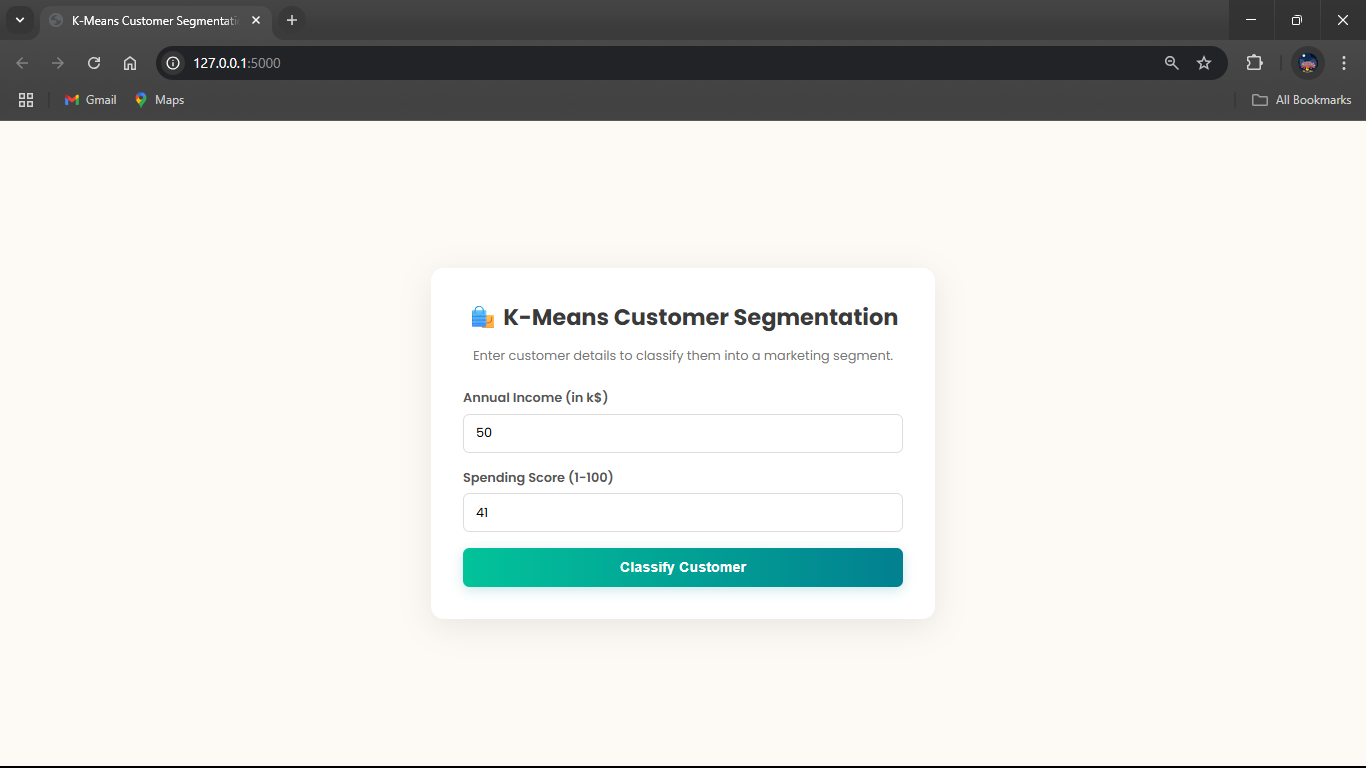 K-Means Customer Segmentati
127.0.0.1:5000
Gmail Maps All Bookmarks
K-Means Customer Segmentation
Enter customer details to classify them into a marketing segment.
Annual Income (in k$)
50
Spending Score (1-100)
41
Classify Customer